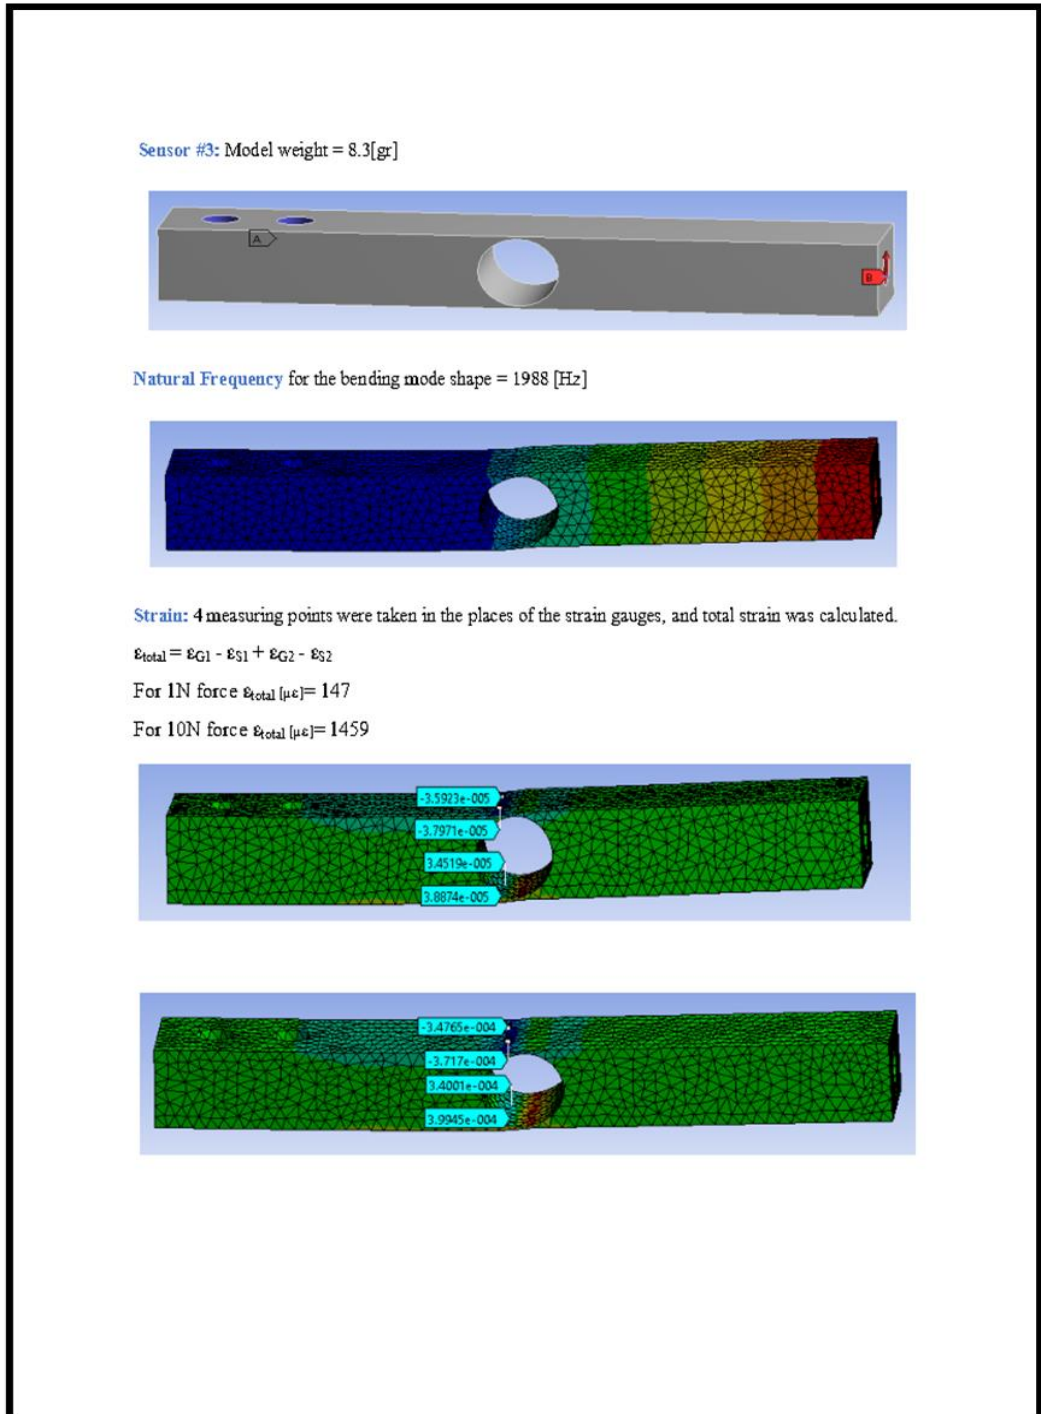 Sensor #3: Model weight = 8.3[gr]
A
B
Natural Frequency for the bending mode shape = 1988 [Hz]
Strain: 4 measuring points were taken in the places of the strain gauges, and total strain was calculated.
εtotal = εG1 - εS1 + εG2 - εS2
For 1N force εtotal [με]= 147
For 10N force εtotal [με]= 1459
-3.5923e-005
-3.7971e-005
3.4519e-005
3.8874e-005
-3.4765e-004
-3.717e-004
3.4001e-004
3.9945e-004